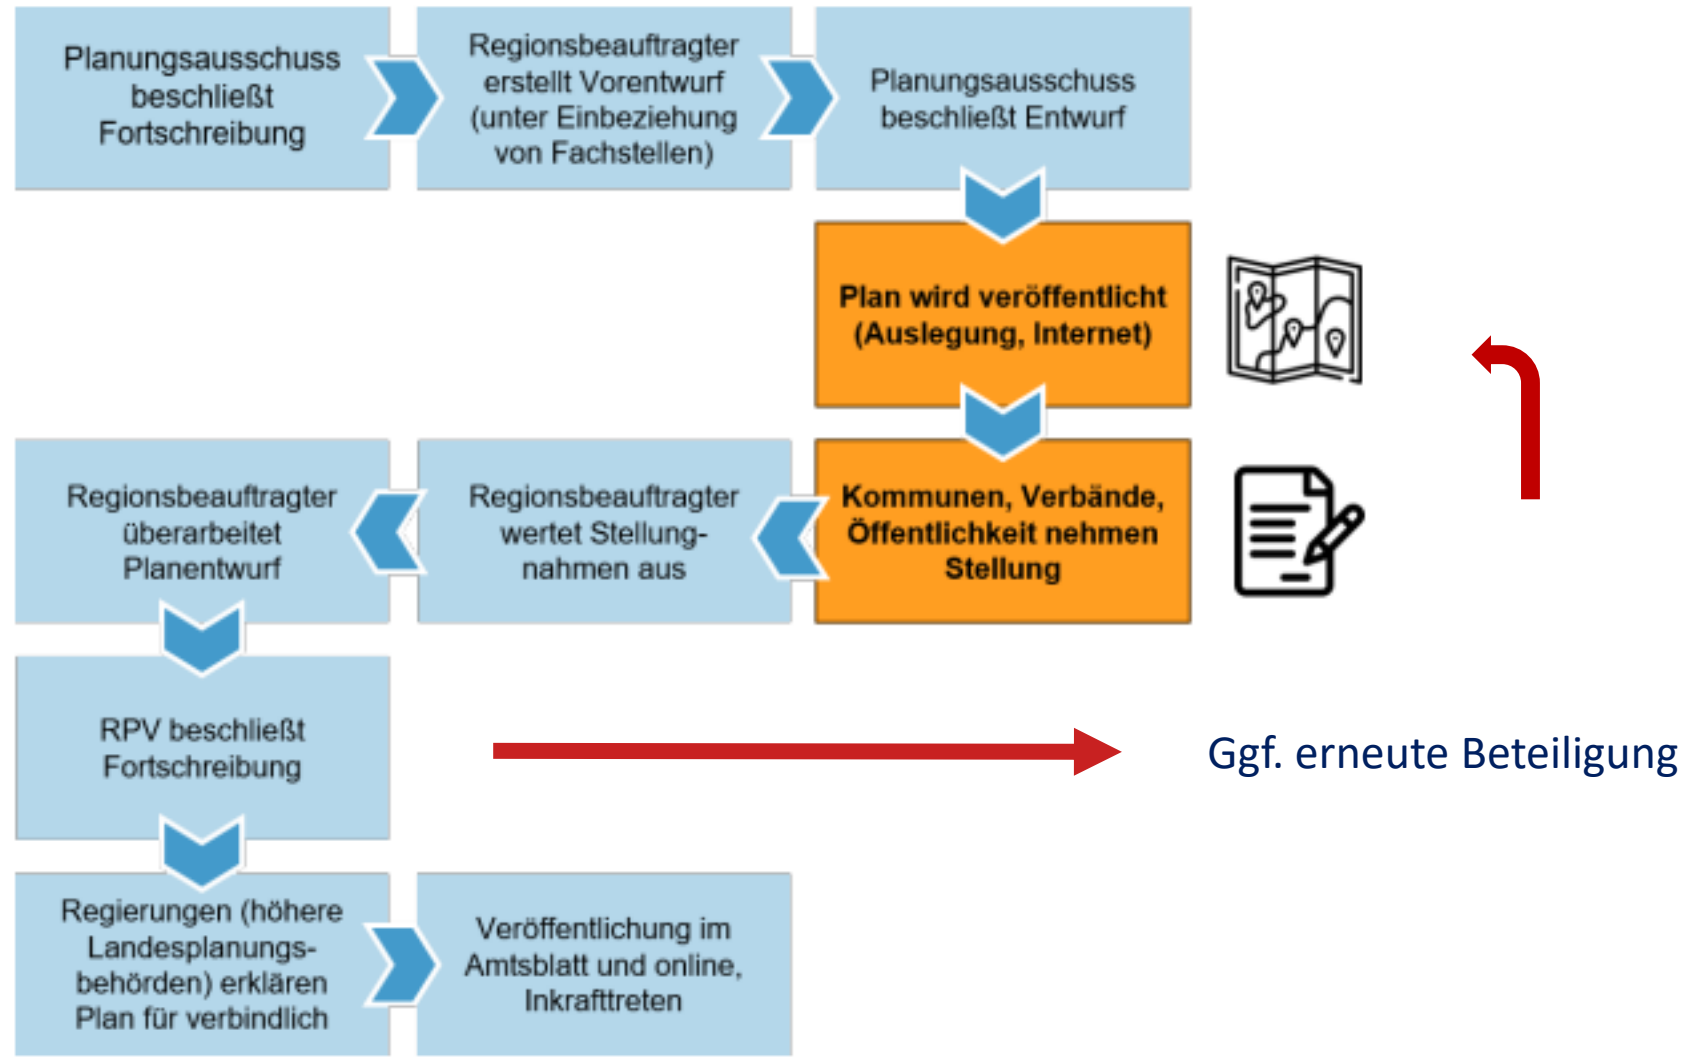 Planungsausschuss
beschließt
Fortschreibung
Regionsbeauftragter
erstellt Vorentwurf
(unter Einbeziehung
von Fachstellen)
Planungsausschuss
beschließt Entwurf
Plan wird veröffentlicht
(Auslegung, Internet)
Kommunen, Verbände,
Öffentlichkeit nehmen
Stellung
Regionsbeauftragter
wertet Stellung-
nahmen aus
Regionsbeauftragter
überarbeitet
Planentwurf
RPV beschließt
Fortschreibung
Ggf. erneute Beteiligung
Regierungen (höhere
Landesplanungs-
behörden) erklären
Plan für verbindlich
Veröffentlichung im
Amtsblatt und online,
Inkrafttreten